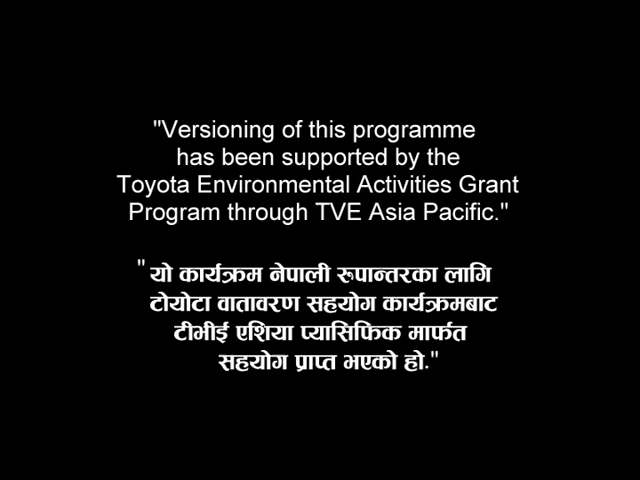 "Versioning of this programme
has been supported by the
Toyota Environmental Activities Grant
Program through TVE Asia Pacific."
" यो कार्यक्रम नेपाली रुपान्तरका लागि
टोयोटा वातावरण सहयोग कार्यक्रमबाट
टीभीई एशिया प्यासिफिक मार्फत
सहयोग प्राप्त भएको हो."